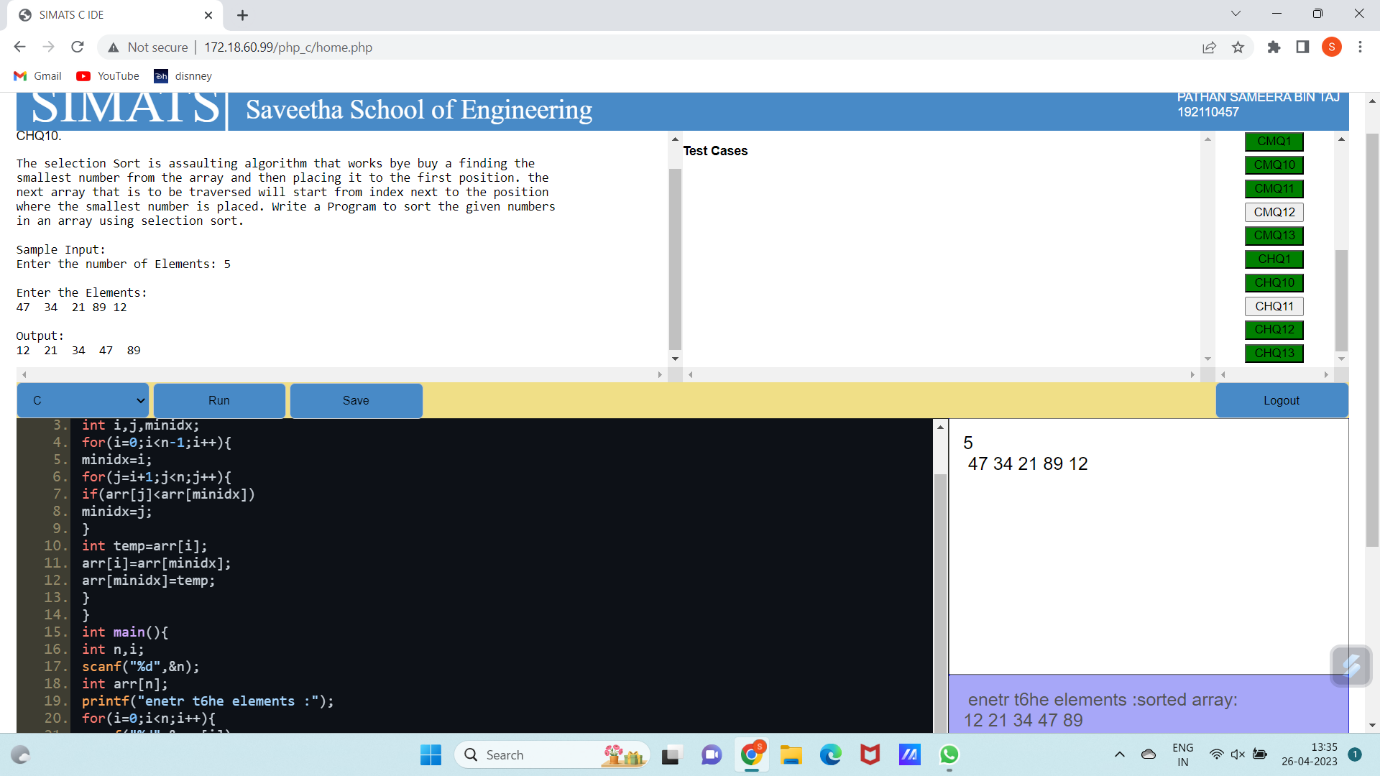 SIMATS C IDE
Not secure | 172.18.60.99/php_c/home.php
Gmail YouTube disnney
SIMATS Saveetha School of Engineering
PATHAN SAMEERA BIN TAJ
192110457
CHQ10.
The selection Sort is assaulting algorithm that works bye buy a finding the
smallest number from the array and then placing it to the first position. the
next array that is to be traversed will start from index next to the position
where the smallest number is placed. Write a Program to sort the given numbers
in an array using selection sort.
Sample Input:
Enter the number of Elements: 5
Enter the Elements:
47 34 21 89 12
Output:
12 21 34 47 89
Test Cases
CMQ1
CMQ10
CMQ11
CMQ12
CMQ13
CHQ1
CHQ10
CHQ11
CHQ12
CHQ13
C Run Save Logout
3. int i,j,minidx;
4. for(i=0;i<n-1;i++){
5. minidx=i;
6. for(j=i+1;j<n;j++){
7. if(arr[j]<arr[minidx])
8. minidx=j;
9. }
10. int temp=arr[i];
11. arr[i]=arr[minidx];
12. arr[minidx]=temp;
13. }
14. }
15. int main(){
16. int n,i;
17. scanf("%d",&n);
18. int arr[n];
19. printf("enetr t6he elements :");
20. for(i=0;i<n;i++){
5
47 34 21 89 12
enetr t6he elements :sorted array:
12 21 34 47 89
Search
ENG
IN
13:35
26-04-2023
1